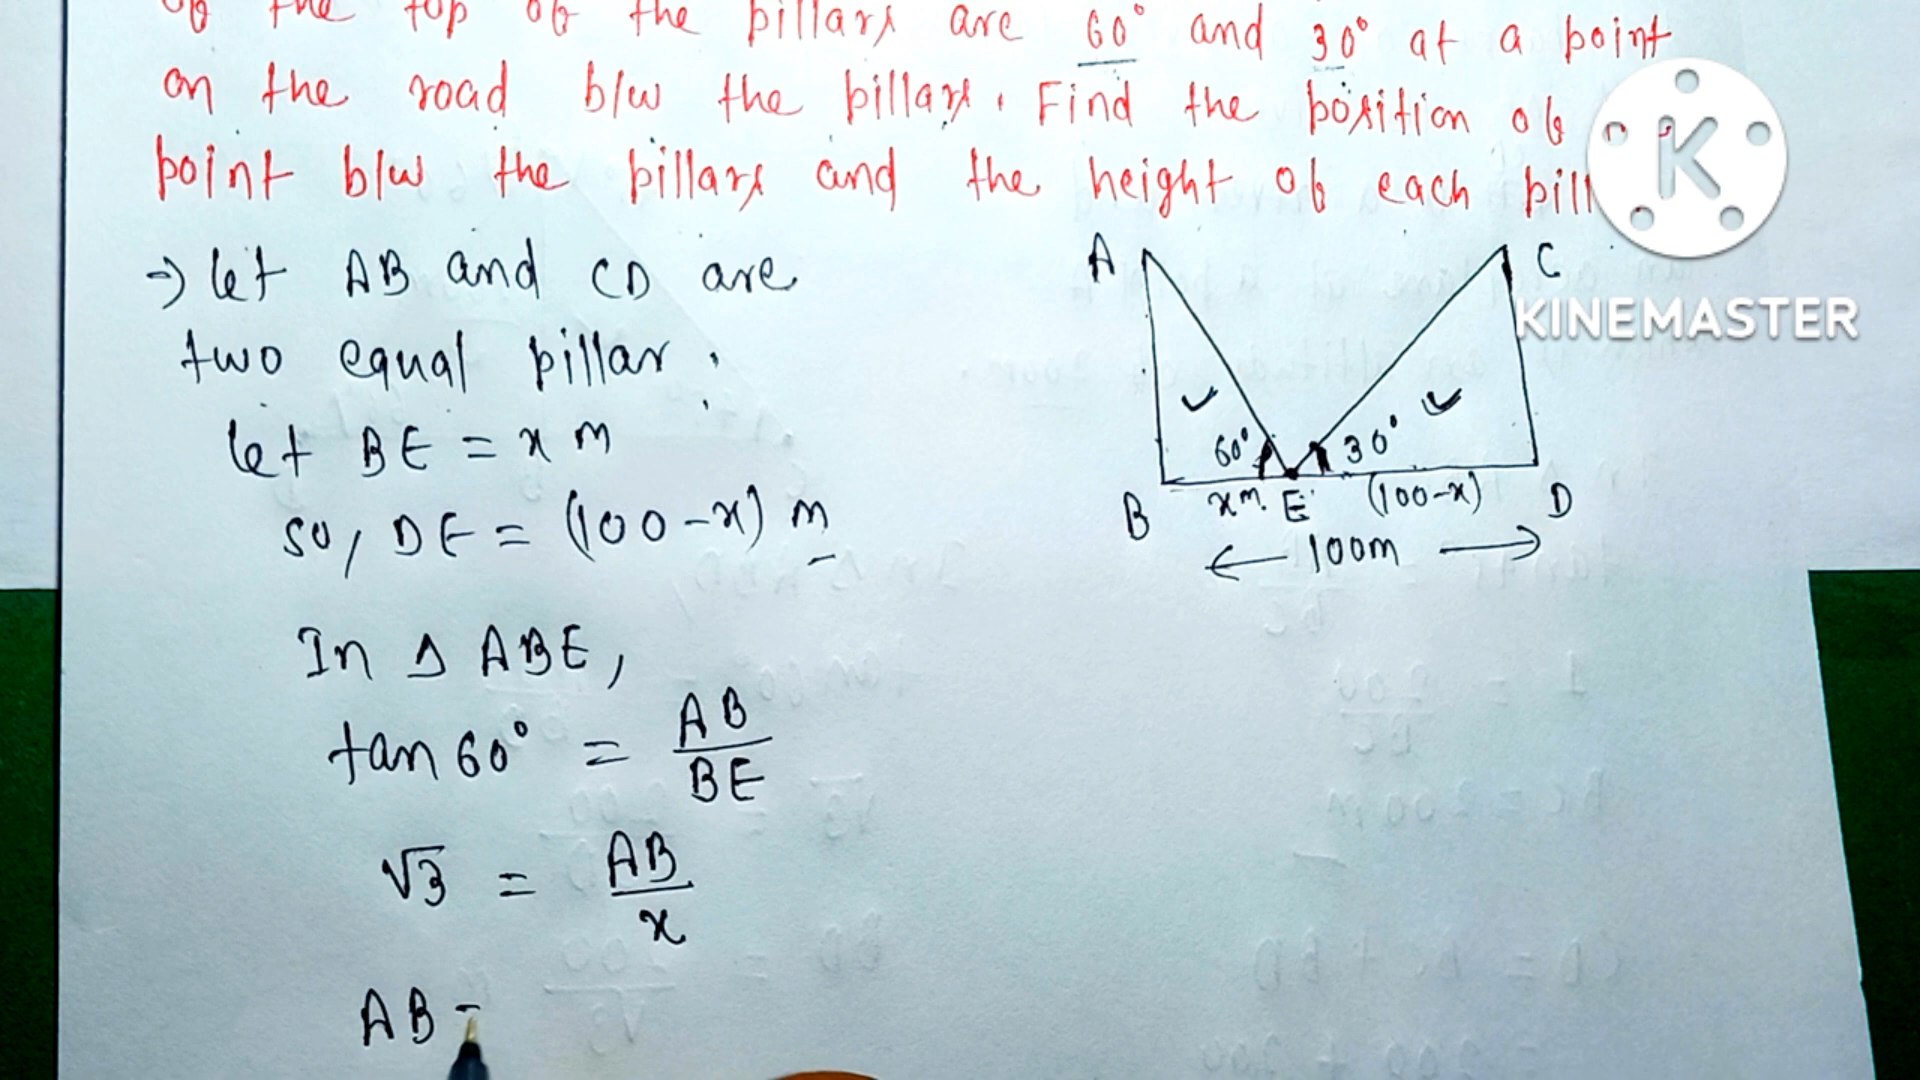 of the top of the pillars are 60° and 30° at a point
on the road b/w the pillars. Find the position of
point b/w the pillars and the height of each pill
→ let AB and CD are
two equal pillar.
let BE = x m
so, DE = (100-x) m
In Δ ABE,
tan 60° = AB/BE
√3 = AB/x
AB =
A
C
60°
30°
B
x m.
E
(100-x)
D
← 100m →
K
KINEMASTER